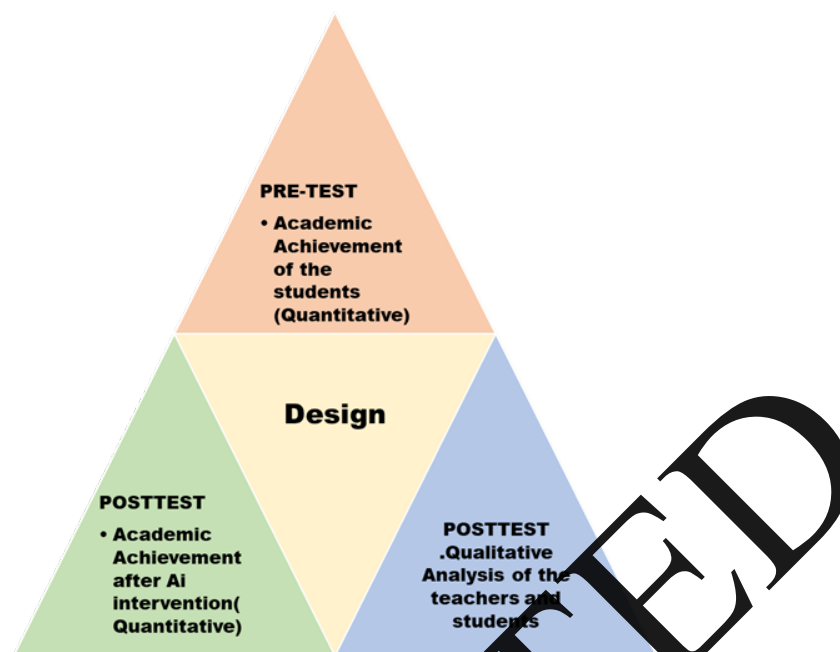 PRE-TEST
• Academic
Achievement
of the
students
(Quantitative)
Design
POSTTEST
• Academic
Achievement
after Ai
intervention(
Quantitative)
POSTTEST
.Qualitative
Analysis of the
teachers and
students
TED